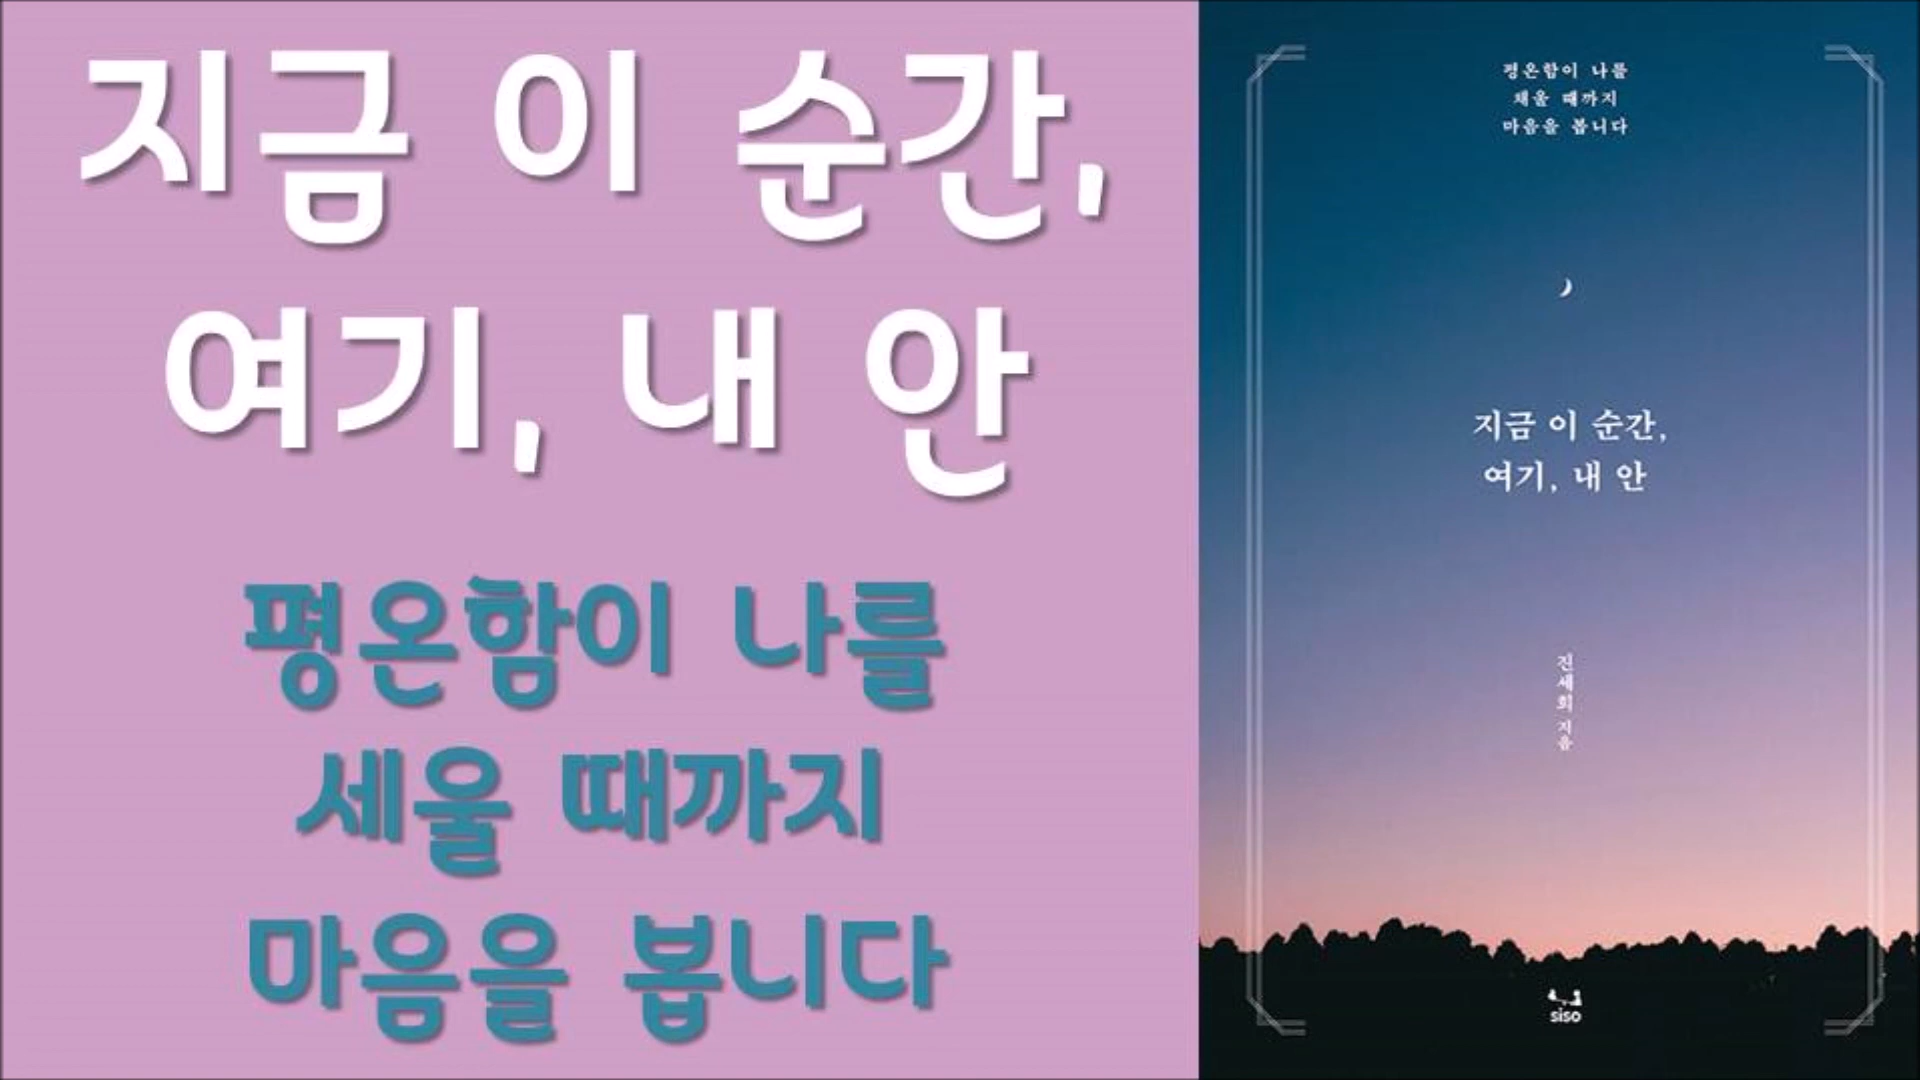 지금 이 순간,
여기, 내 안
평온함이 나를
세울 때까지
마음을 봅니다
평온함이 나를
채울 때까지
마음을 봅니다
지금 이 순간,
여기, 내 안
진세희 지음
siso